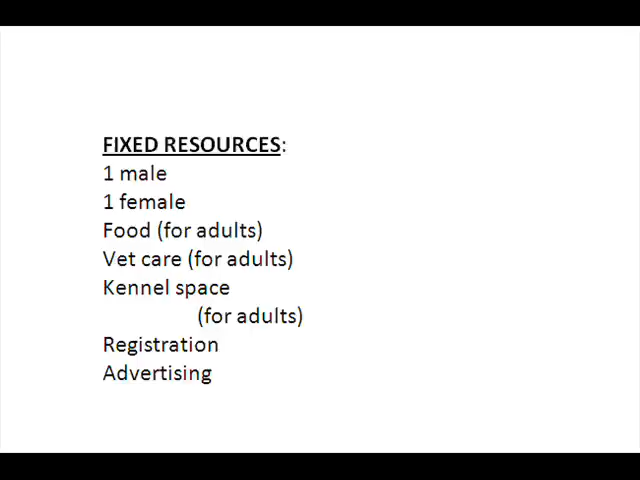 FIXED RESOURCES:
1 male
1 female
Food (for adults)
Vet care (for adults)
Kennel space
(for adults)
Registration
Advertising